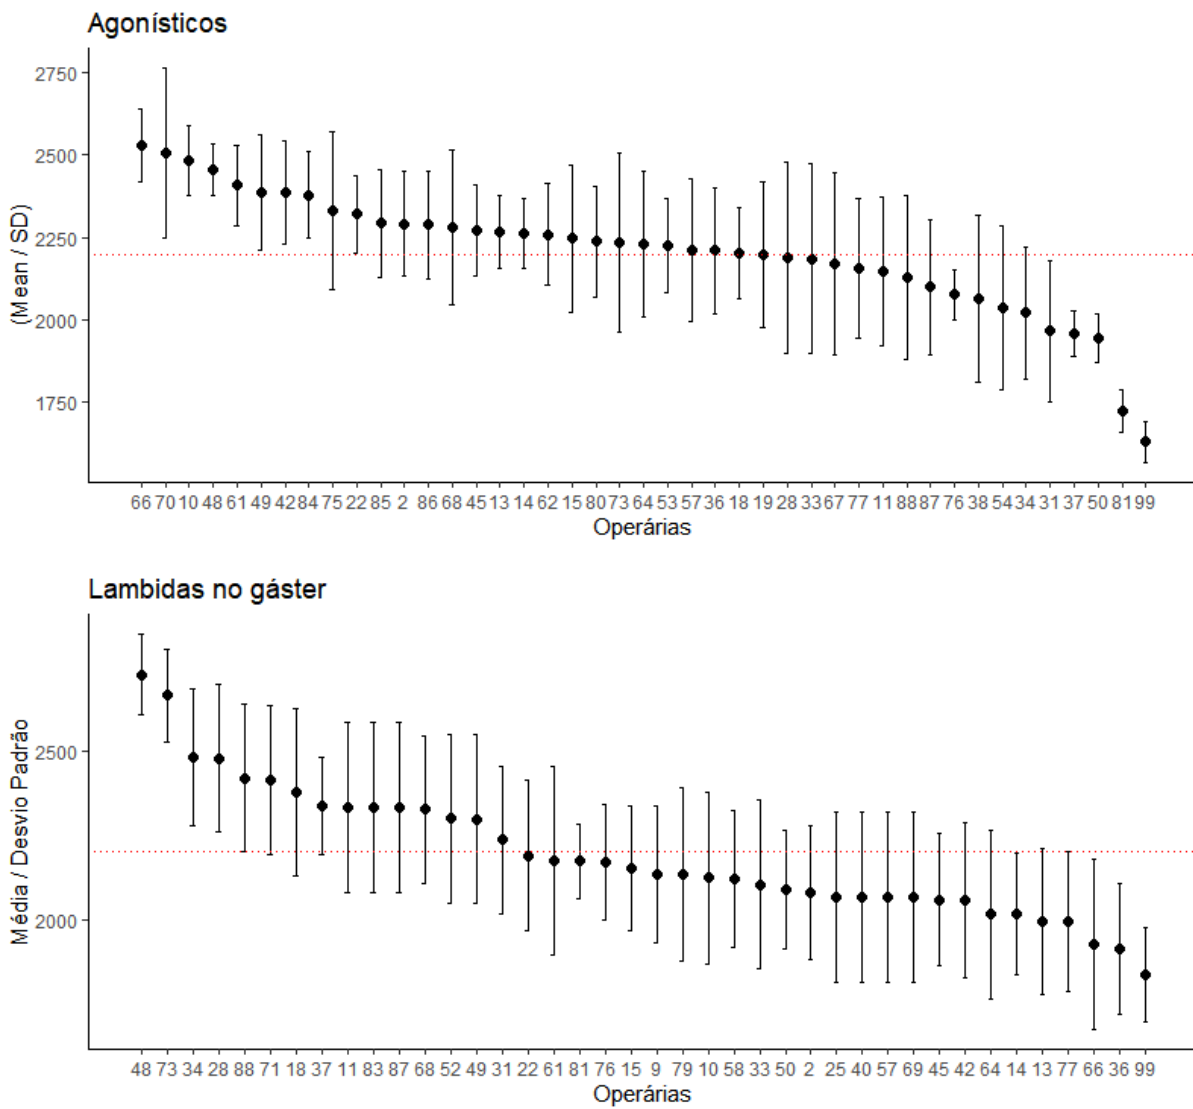 Agonísticos
(Mean / SD)
2750
2500
2250
2000
1750
66 70 10 48 61 49 42 84 75 22 85 2 86 68 45 13 14 62 15 80 73 64 53 57 36 18 19 28 33 67 77 11 88 87 76 38 54 34 31 37 50 81 99
Operárias
Lambidas no gáster
Média / Desvio Padrão
2500
2000
48 73 34 28 88 71 18 37 11 83 87 68 52 49 31 22 61 81 76 15 9 79 10 58 33 50 2 25 40 57 69 45 42 64 14 13 77 66 36 99
Operárias